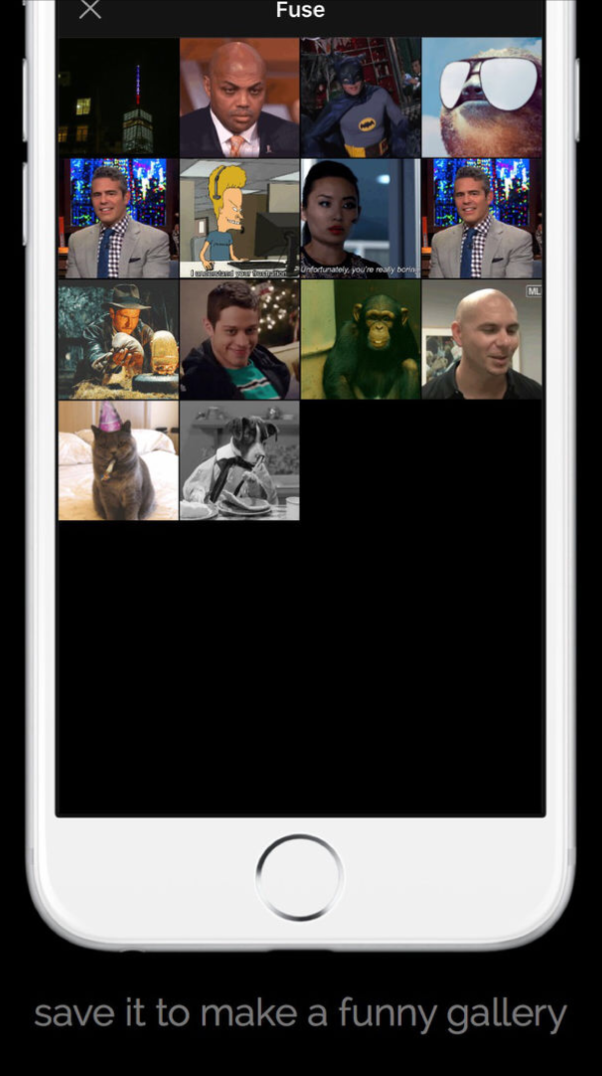 Fuse
I understand your frustration
Unfortunately, you're really boring
ML
save it to make a funny gallery